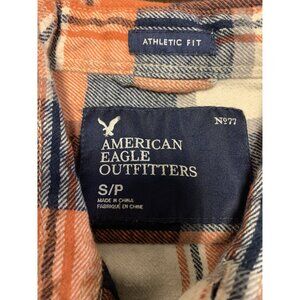 ATHLETIC FIT
Nº77
AMERICAN
EAGLE
OUTFITTERS
S/P
MADE IN CHINA
FABRIQUÉ EN CHINE